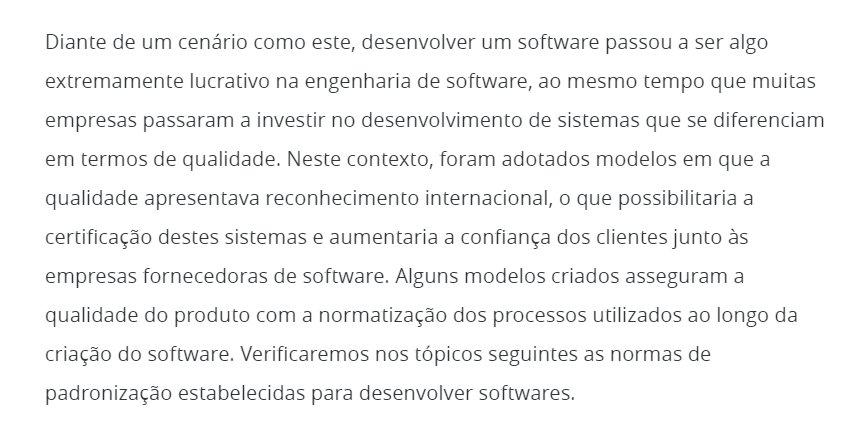 Diante de um cenário como este, desenvolver um software passou a ser algo
extremamente lucrativo na engenharia de software, ao mesmo tempo que muitas
empresas passaram a investir no desenvolvimento de sistemas que se diferenciam
em termos de qualidade. Neste contexto, foram adotados modelos em que a
qualidade apresentava reconhecimento internacional, o que possibilitaria a
certificação destes sistemas e aumentaria a confiança dos clientes junto às
empresas fornecedoras de software. Alguns modelos criados asseguram a
qualidade do produto com a normatização dos processos utilizados ao longo da
criação do software. Verificaremos nos tópicos seguintes as normas de
padronização estabelecidas para desenvolver softwares.